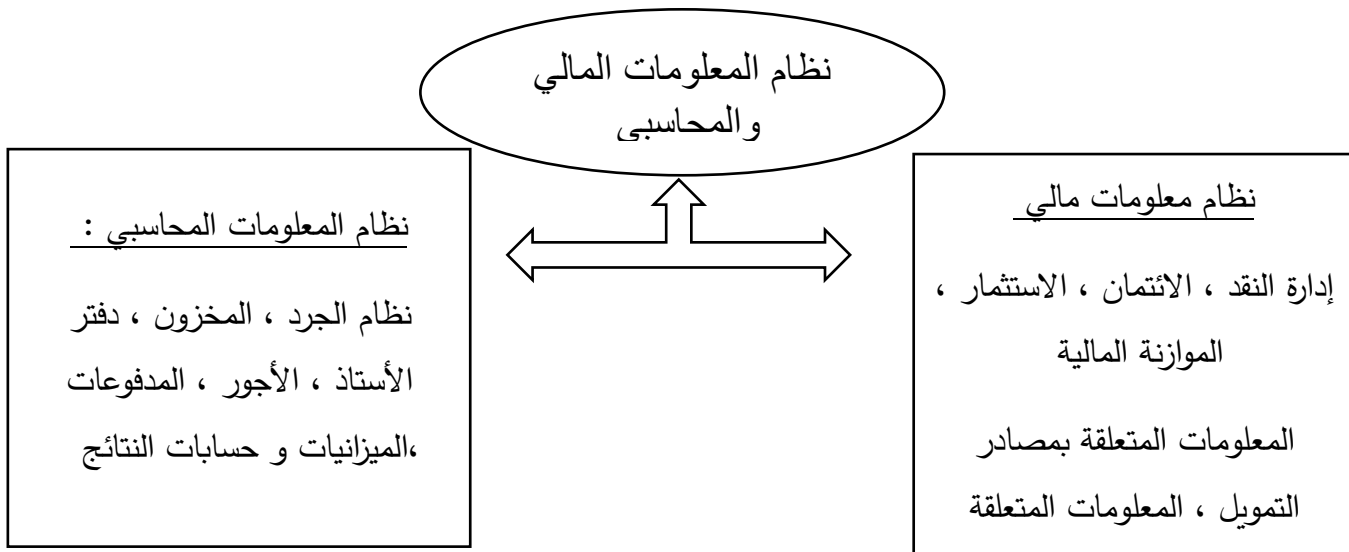 نظام المعلومات المالي
والمحاسبي
نظام معلومات مالي
إدارة النقد ، الائتمان ، الاستثمار ،
الموازنة المالية
المعلومات المتعلقة بمصادر
التمويل ، المعلومات المتعلقة
نظام المعلومات المحاسبي :
نظام الجرد ، المخزون ، دفتر
الأستاذ ، الأجور ، المدفوعات
،الميزانيات و حسابات النتائج